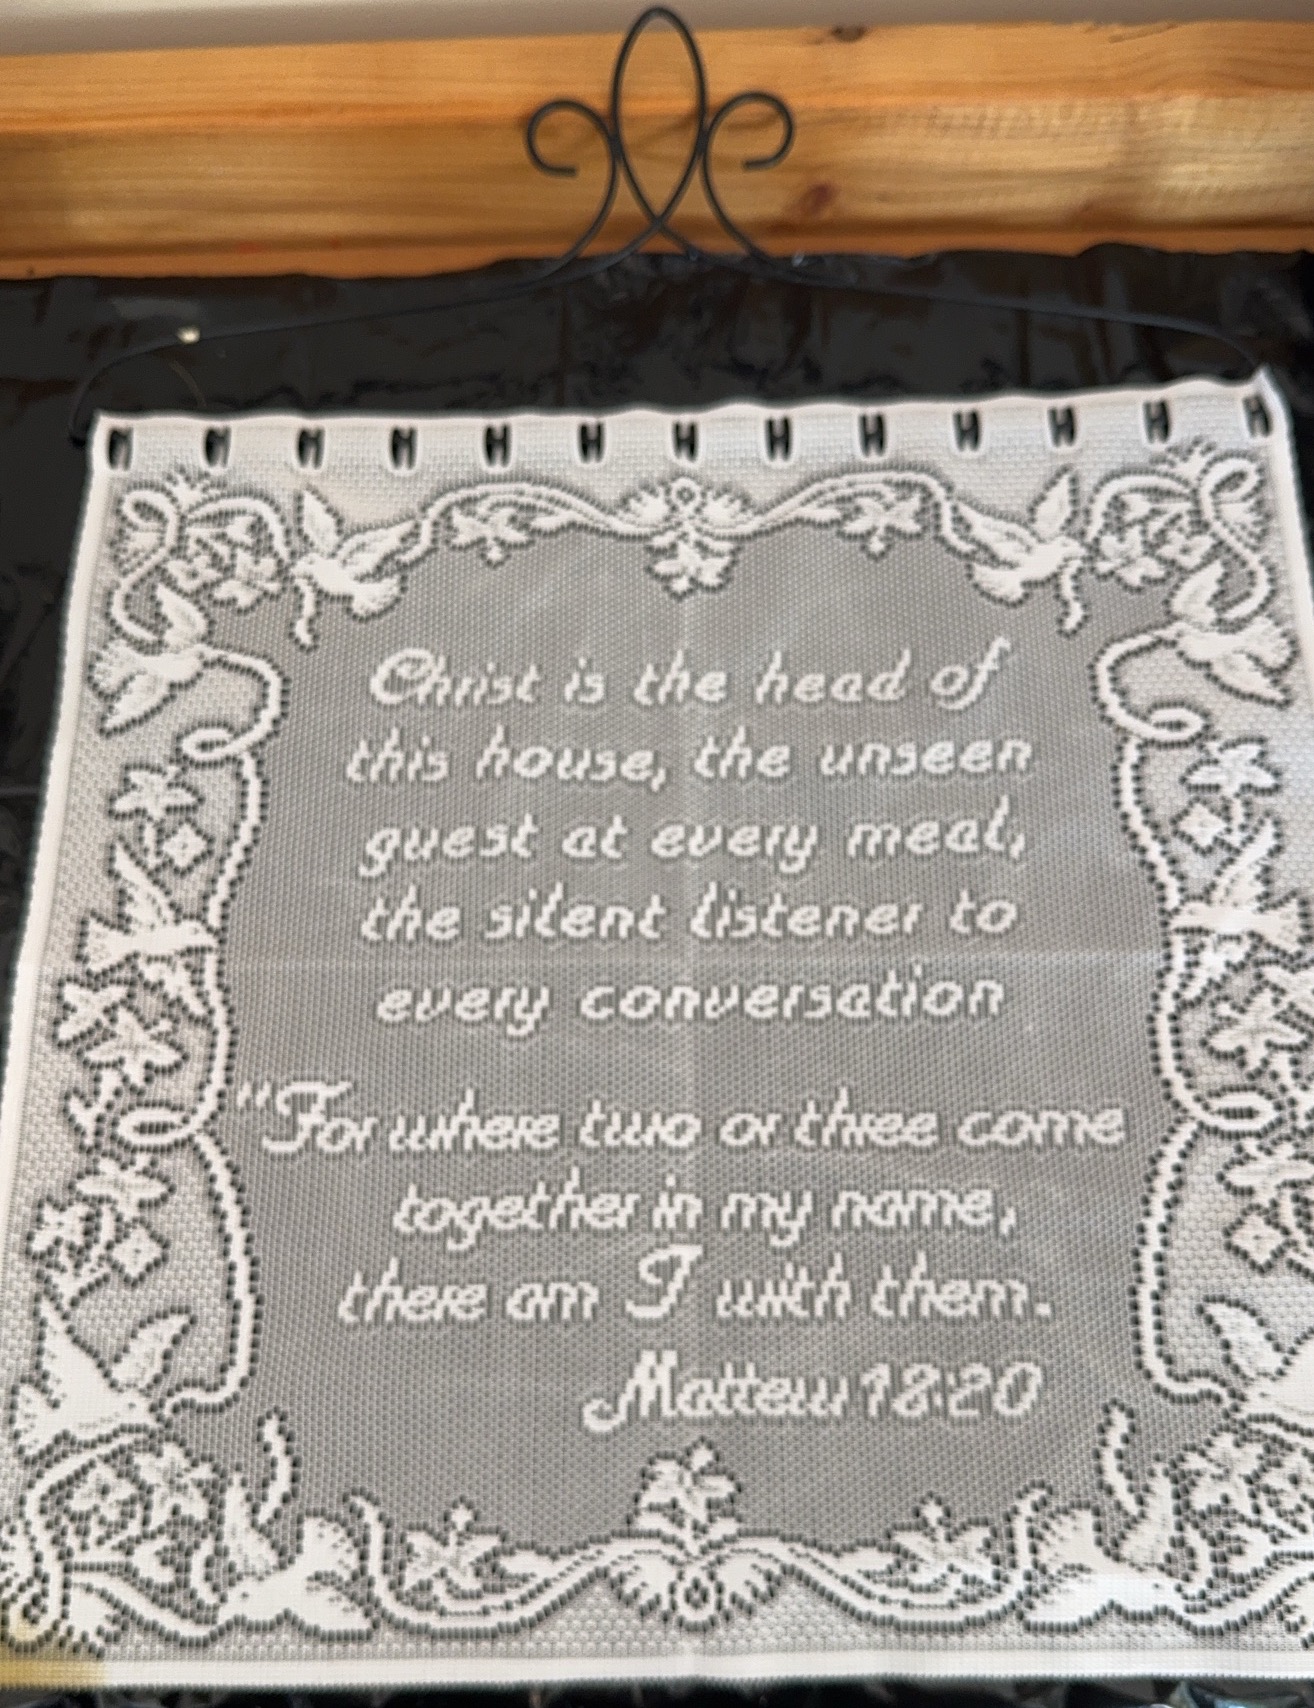 Christ is the head of
this house, the unseen
guest at every meal,
the silent listener to
every conversation
"For where two or three come
together in my name,
there am I with them.
Mattew 18:20